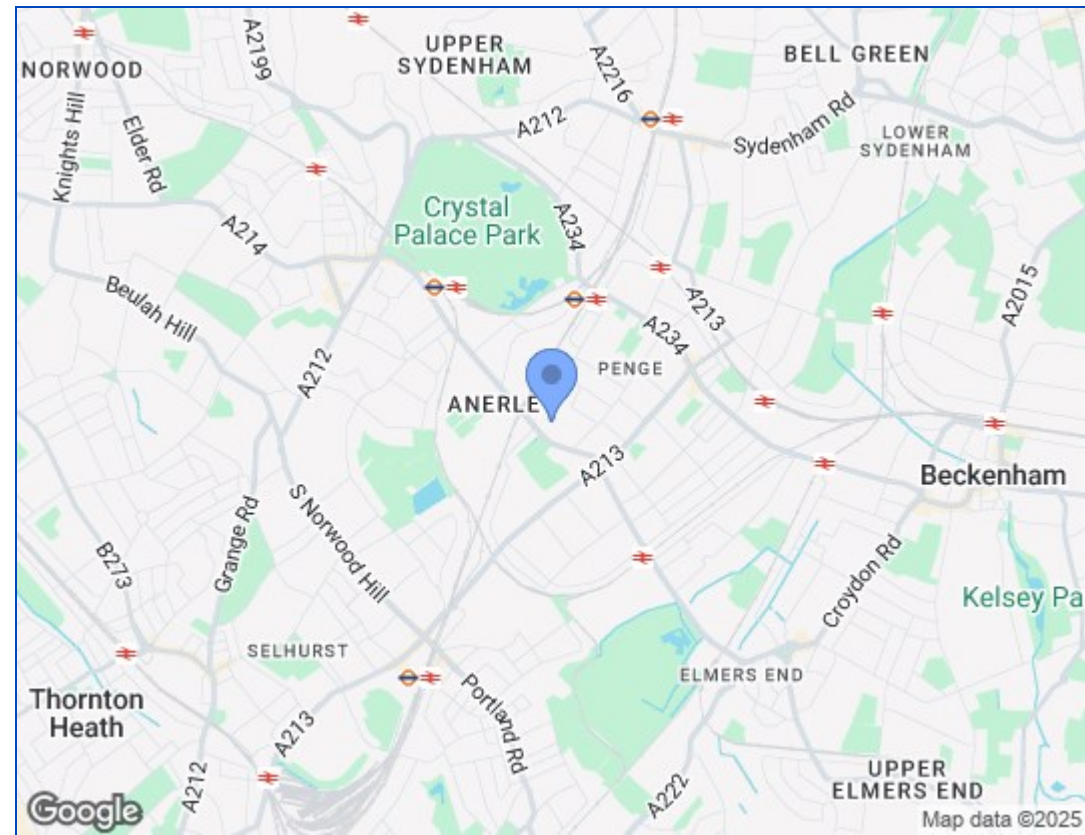 NORWOOD
A2199
UPPER
SYDENHAM
A2216
BELL GREEN
Knights Hill
Elder Rd
A212
Sydenham Rd
LOWER
SYDENHAM
Crystal
Palace Park
A234
A214
Beulah Hill
A212
A213
A2015
A234
PENGE
ANERLE
A213
Beckenham
S Norwood Hill
Grange Rd
B273
Croydon Rd
Kelsey Pa
SELHURST
ELMERS END
Thornton
Heath
A213
Portland Rd
A212
A222
UPPER
ELMERS END
Google
Map data ©2025